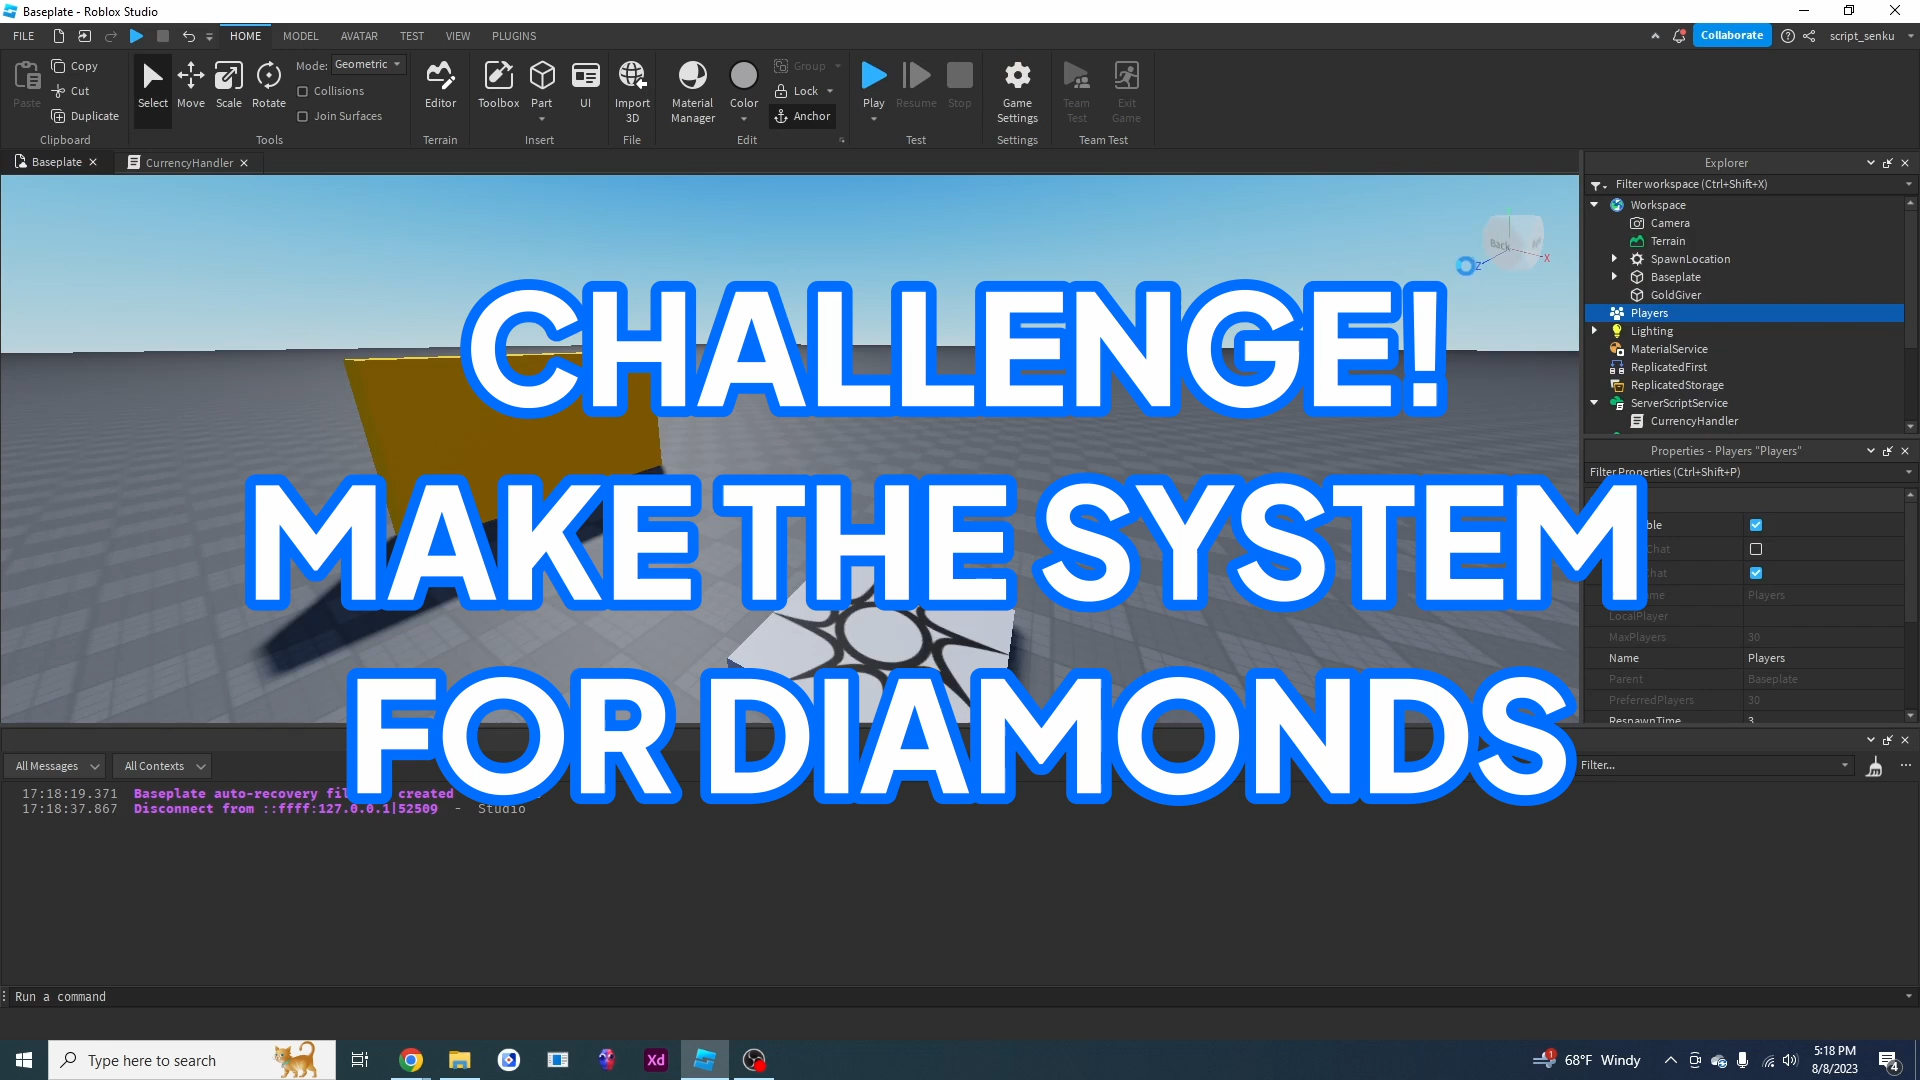 Baseplate - Roblox Studio
FILE HOME MODEL AVATAR TEST VIEW PLUGINS Collaborate script_senku
Paste Copy Cut Duplicate Clipboard
Select Move Scale Rotate Mode: Geometric Collisions Join Surfaces Tools
Editor Terrain
Toolbox Part UI Insert
Import 3D File
Material Manager Color Group Lock Anchor Edit
Play Resume Stop Test
Game Settings Settings
Team Test Exit Game Team Test
Baseplate CurrencyHandler
Back X Z
CHALLENGE!
MAKE THE SYSTEM
FOR DIAMONDS
Explorer
Filter workspace (Ctrl+Shift+X)
Workspace
Camera
Terrain
SpawnLocation
Baseplate
GoldGiver
Players
Lighting
MaterialService
ReplicatedFirst
ReplicatedStorage
ServerScriptService
CurrencyHandler
Properties - Players "Players"
Filter Properties (Ctrl+Shift+P)
Players
LocalPlayer
MaxPlayers 30
Name Players
Parent Baseplate
PreferredPlayers 30
RespawnTime 3
All Messages All Contexts Filter...
17:18:19.371 Baseplate auto-recovery fil created
17:18:37.867 Disconnect from ::ffff:127.0.0.1|52509 - Studio
Run a command
Type here to search Xd 1 68°F Windy 5:18 PM 4
8/8/2023